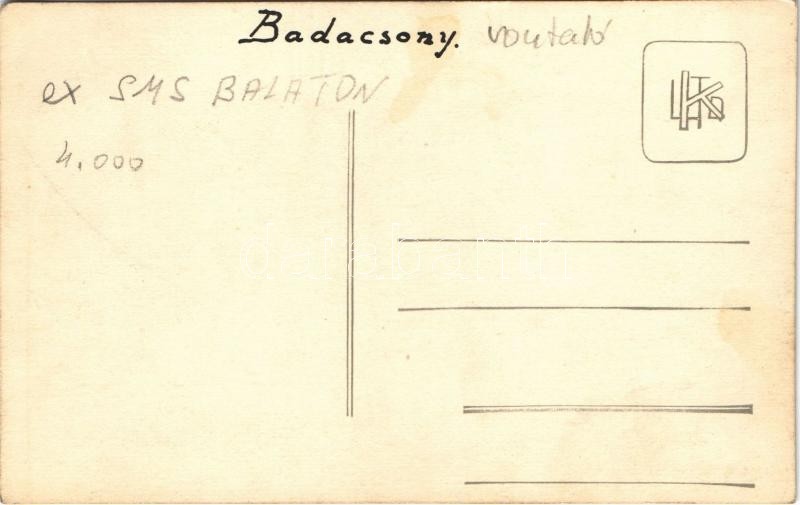 Badacsony. vontató
ex SMS BALATON
4.000